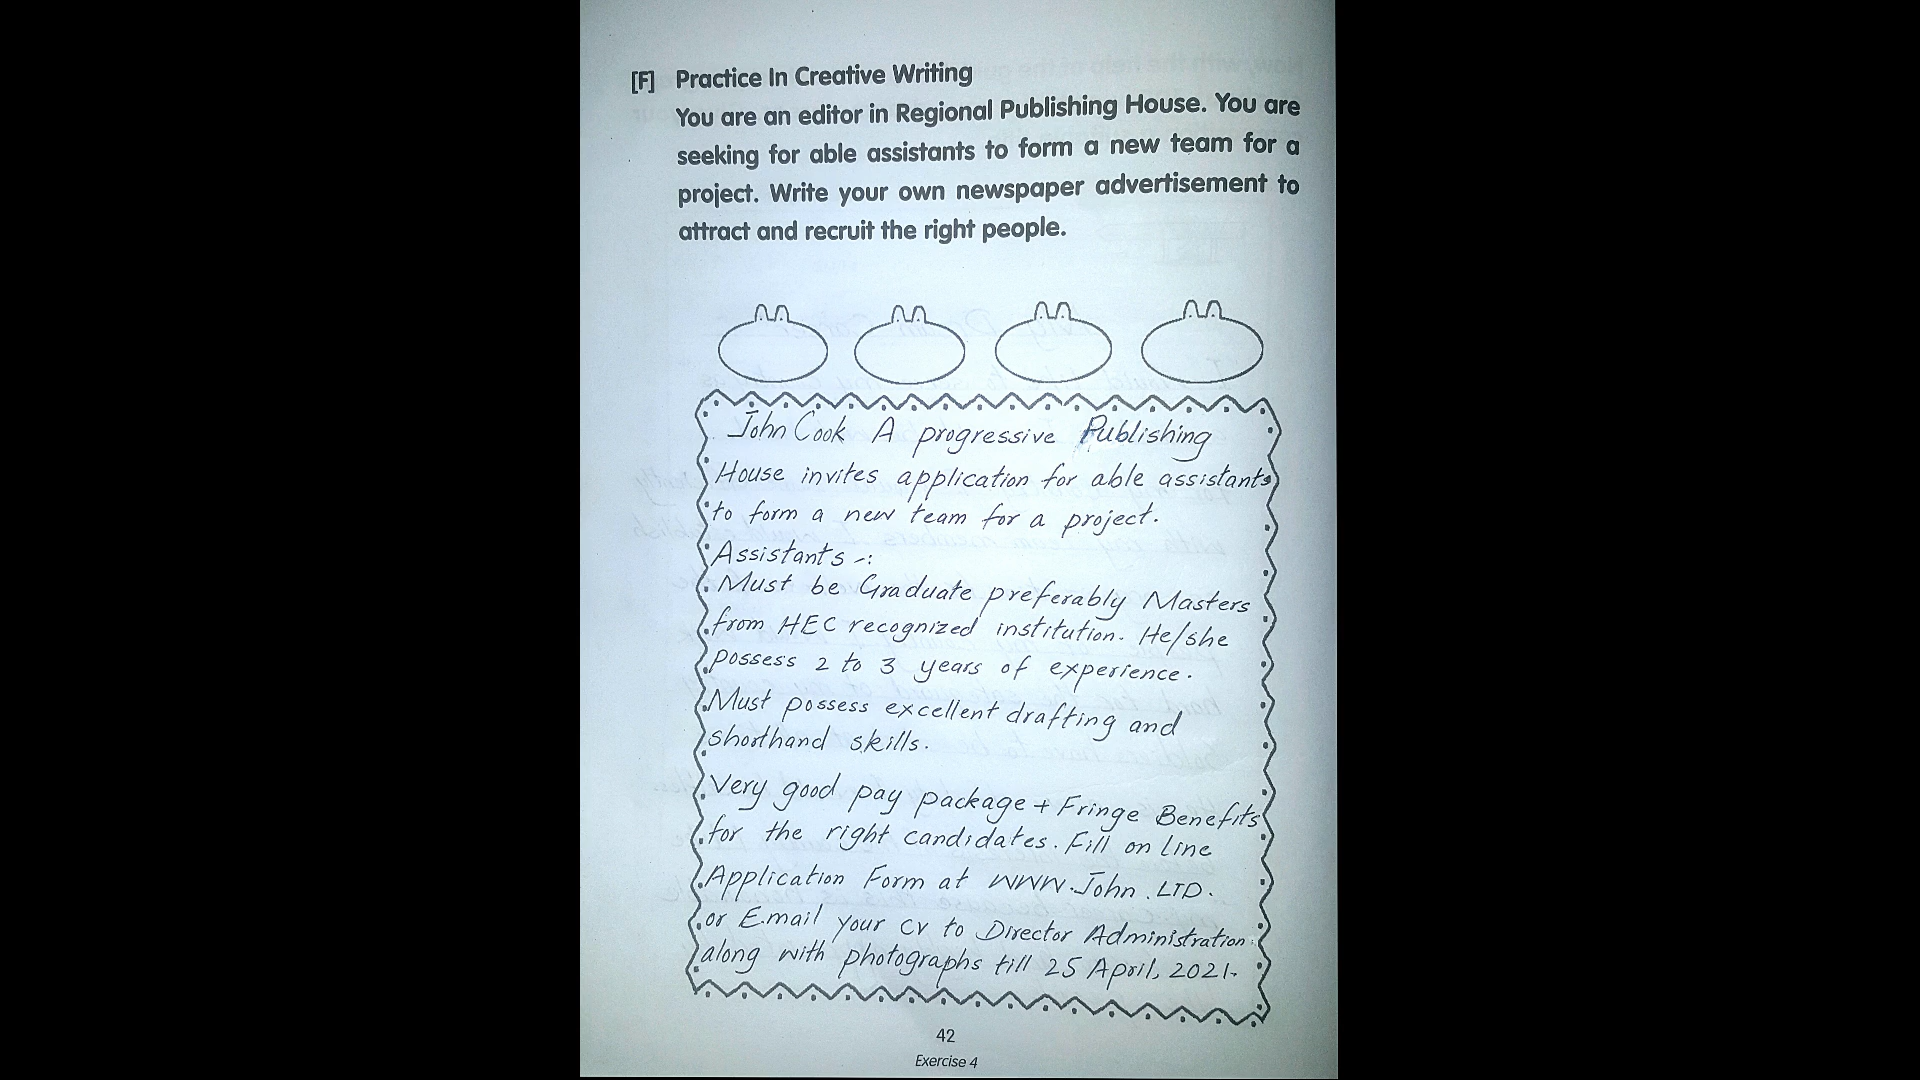 [F] Practice In Creative Writing
You are an editor in Regional Publishing House. You are
seeking for able assistants to form a new team for a
project. Write your own newspaper advertisement to
attract and recruit the right people.
John Cook A progressive Publishing
House invites application for able assistants
to form a new team for a project.
Assistants -:
Must be Graduate preferably Masters
from HEC recognized institution. He/she
possess 2 to 3 years of experience.
Must possess excellent drafting and
shorthand skills.
Very good pay package + Fringe Benefits
for the right candidates. Fill on line
Application Form at WWW.John.LTD.
or E.mail your cv to Director Administration
along with photographs till 25 April, 2021.
42
Exercise 4